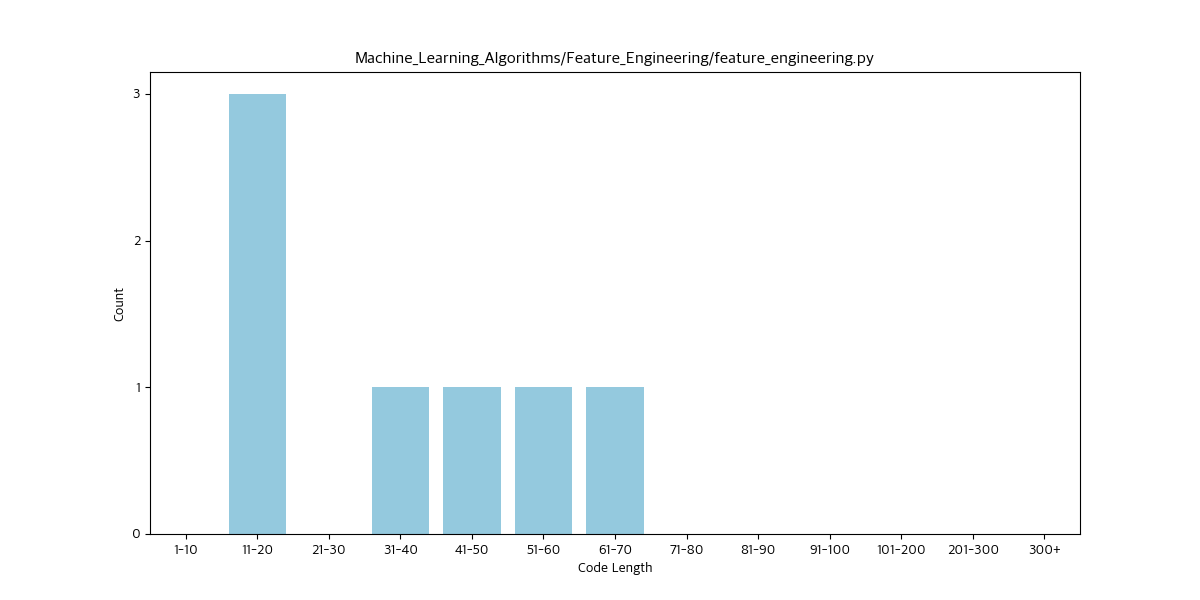 Machine_Learning_Algorithms/Feature_Engineering/feature_engineering.py
3
2
1
0
Count
1-10 11-20 21-30 31-40 41-50 51-60 61-70 71-80 81-90 91-100 101-200 201-300 300+
Code Length